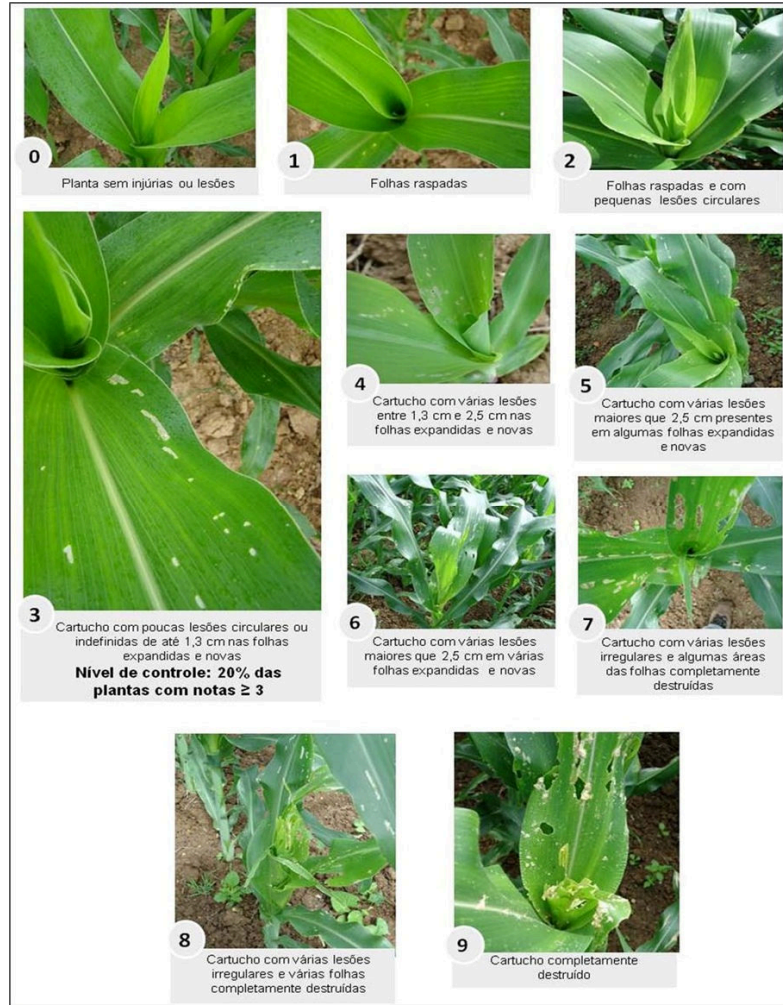 0
Planta sem injúrias ou lesões
1
Folhas raspadas
2
Folhas raspadas e com
pequenas lesões circulares
3
Cartucho com poucas lesões circulares ou
indefinidas de até 1,3 cm nas folhas
expandidas e novas
Nível de controle: 20% das
plantas com notas ≥ 3
4
Cartucho com várias lesões
entre 1,3 cm e 2,5 cm nas
folhas expandidas e novas
5
Cartucho com várias lesões
maiores que 2,5 cm presentes
em algumas folhas expandidas
e novas
6
Cartucho com várias lesões
maiores que 2,5 cm em várias
folhas expandidas e novas
7
Cartucho com várias lesões
irregulares e algumas áreas
das folhas completamente
destruídas
8
Cartucho com várias lesões
irregulares e várias folhas
completamente destruídas
9
Cartucho completamente
destruído